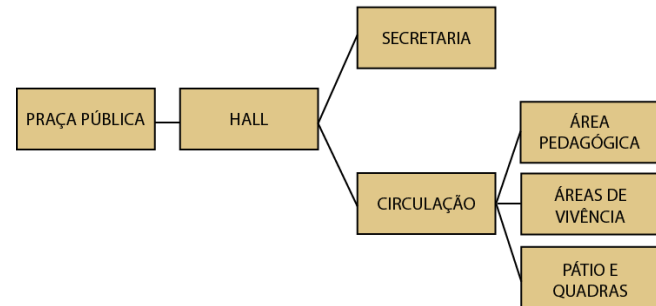 SECRETARIA
PRAÇA PÚBLICA
HALL
ÁREA
PEDAGÓGICA
CIRCULAÇÃO
ÁREAS DE
VIVÊNCIA
PÁTIO E
QUADRAS